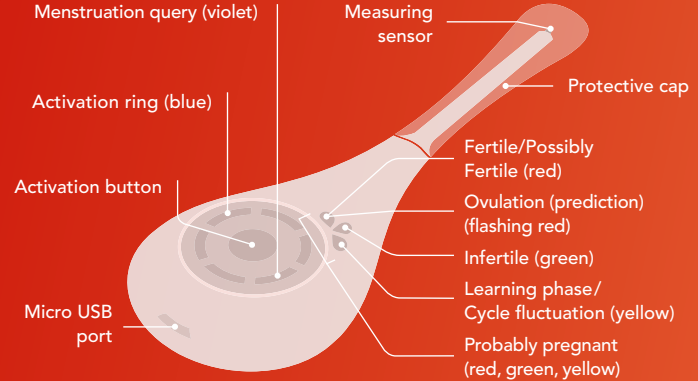 Menstruation query (violet)
Measuring
sensor
Activation ring (blue)
Protective cap
Activation button
Fertile/Possibly
Fertile (red)
Ovulation (prediction)
(flashing red)
Infertile (green)
Learning phase/
Cycle fluctuation (yellow)
Micro USB
port
Probably pregnant
(red, green, yellow)